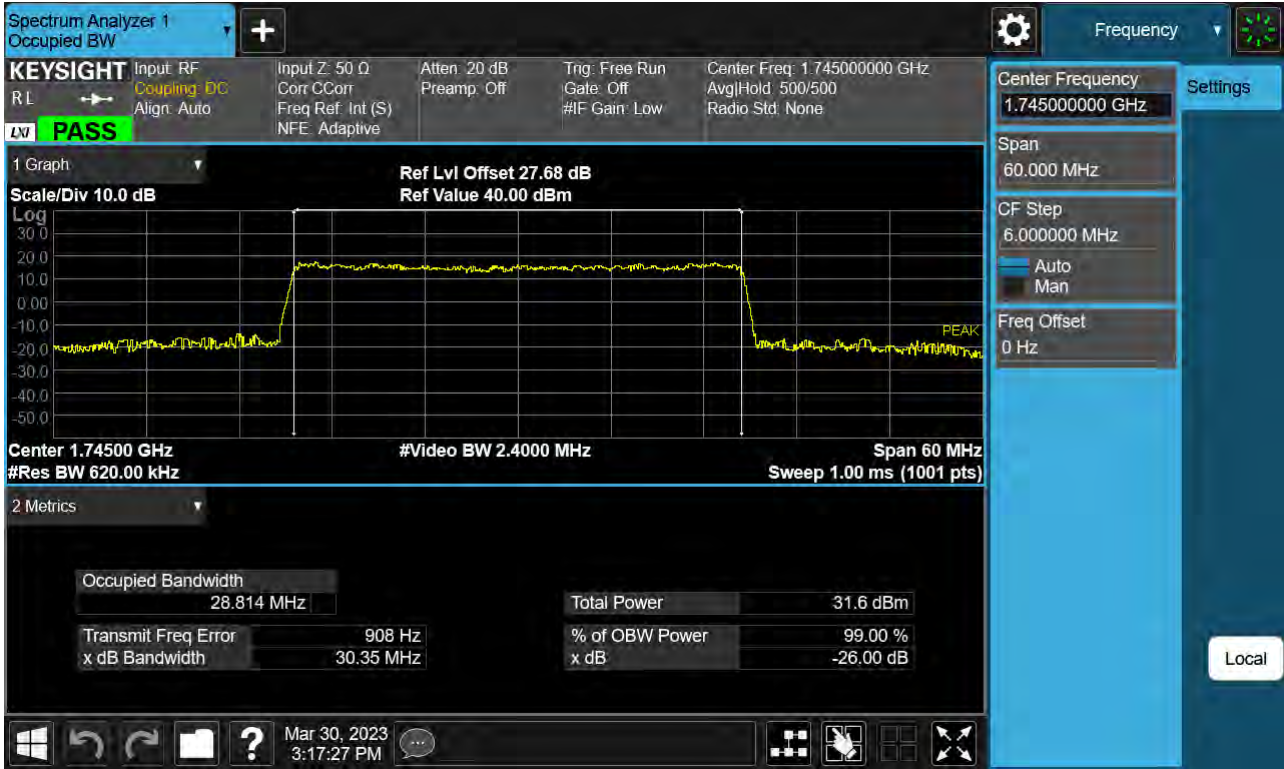 Spectrum Analyzer 1
Occupied BW
+
Frequency
KEYSIGHT
RL
LXI
PASS
Input: RF
Coupling: DC
Align: Auto
Input Z: 50 Ω
Corr CCorr
Freq Ref: Int (S)
NFE: Adaptive
Atten: 20 dB
Preamp: Off
Trig: Free Run
Gate: Off
#IF Gain: Low
Center Freq: 1.745000000 GHz
Avg|Hold: 500/500
Radio Std: None
Center Frequency
1.745000000 GHz
Settings
Span
60.000 MHz
CF Step
6.000000 MHz
Auto
Man
Freq Offset
0 Hz
Local
1 Graph
Scale/Div 10.0 dB
Ref Lvl Offset 27.68 dB
Ref Value 40.00 dBm
Log
30.0
20.0
10.0
0.00
-10.0
-20.0
-30.0
-40.0
-50.0
PEAK
Center 1.74500 GHz
#Video BW 2.4000 MHz
Span 60 MHz
#Res BW 620.00 kHz
Sweep 1.00 ms (1001 pts)
2 Metrics
Occupied Bandwidth
28.814 MHz
Total Power 31.6 dBm
Transmit Freq Error 908 Hz
% of OBW Power 99.00 %
x dB Bandwidth 30.35 MHz
x dB -26.00 dB
?
Mar 30, 2023
3:17:27 PM